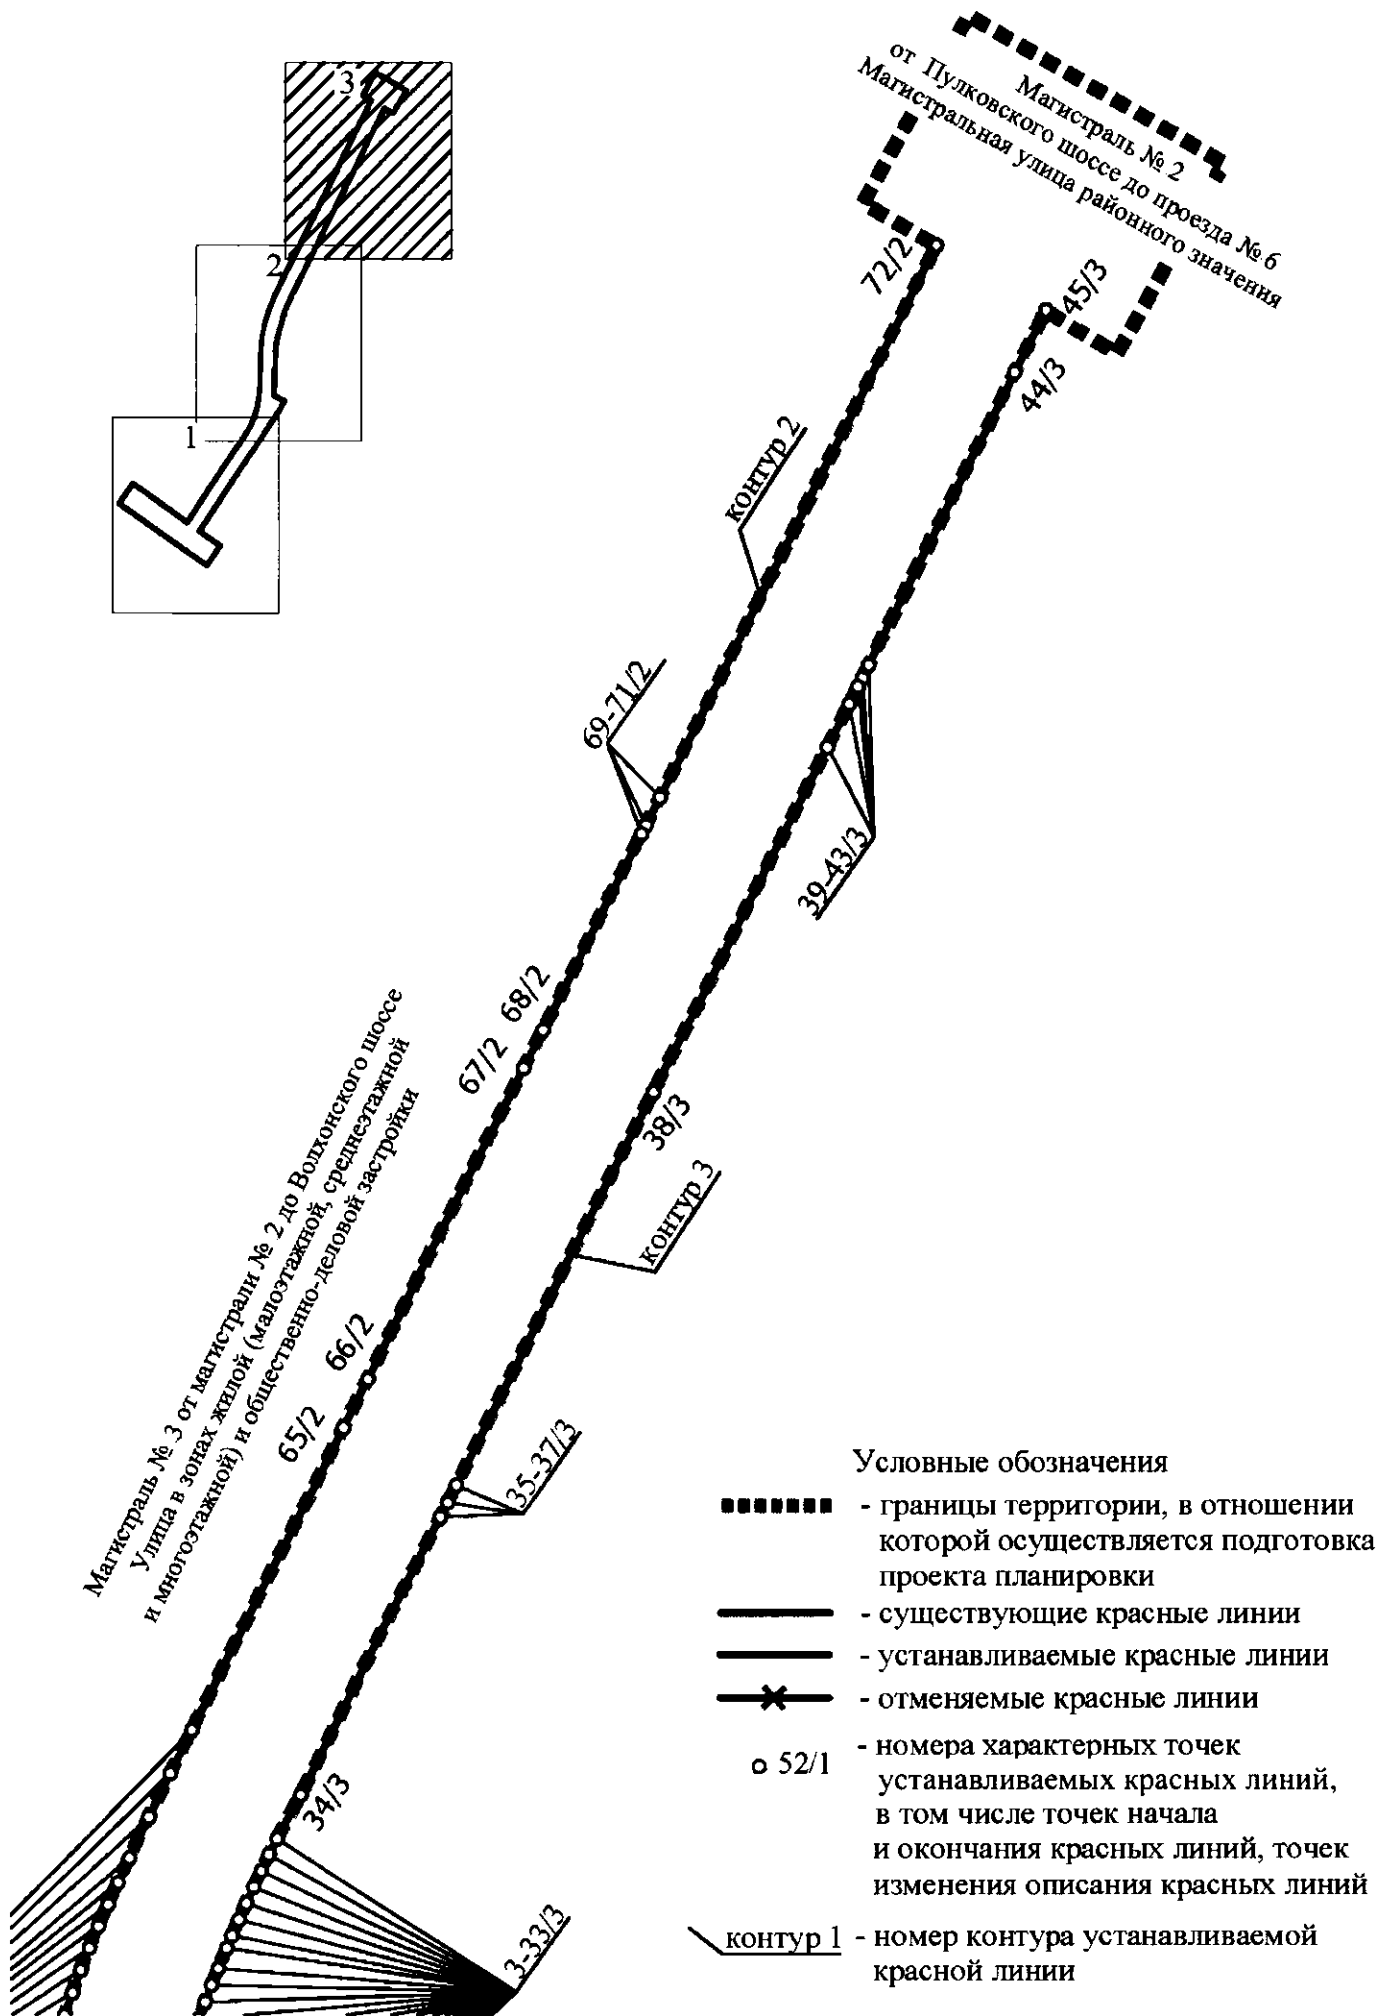 3
2
1
от Пулковского шоссе до проезда № 6
Магистраль № 2
Магистральная улица районного значения
72/2
45/3
44/3
контур 2
69-71/2
39-43/3
68/2
67/2
38/3
контур 3
66/2
65/2
35-37/3
34/3
3-33/3
Магистраль № 3 от магистрали № 2 до Волхонского шоссе
Улица в зонах жилой (малоэтажной, среднеэтажной
и многоэтажной) и общественно-деловой застройки
Условные обозначения
- границы территории, в отношении
которой осуществляется подготовка
проекта планировки
- существующие красные линии
- устанавливаемые красные линии
- отменяемые красные линии
52/1
- номера характерных точек
устанавливаемых красных линий,
в том числе точек начала
и окончания красных линий, точек
изменения описания красных линий
контур 1
- номер контура устанавливаемой
красной линии